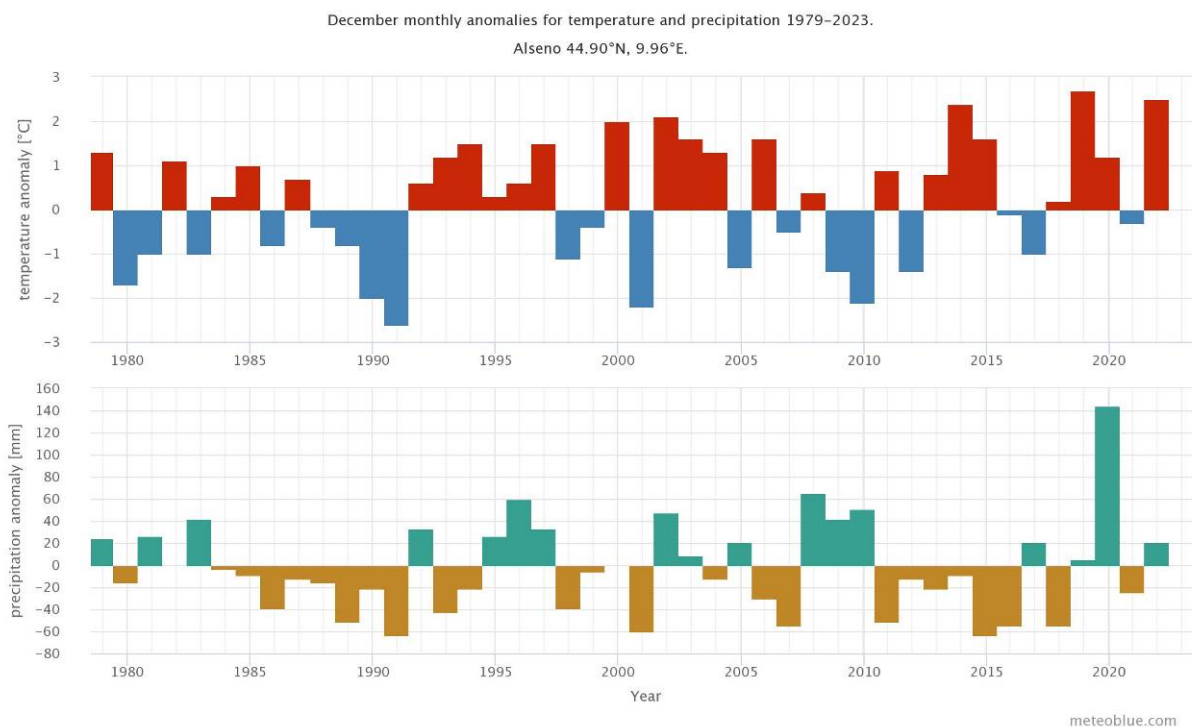 December monthly anomalies for temperature and precipitation 1979-2023.
Alseno 44.90°N, 9.96°E.
temperature anomaly [°C]
3
2
1
0
-1
-2
-3
1980 1985 1990 1995 2000 2005 2010 2015 2020
precipitation anomaly [mm]
160
140
120
100
80
60
40
20
0
-20
-40
-60
-80
1980 1985 1990 1995 2000 2005 2010 2015 2020
Year
meteoblue.com